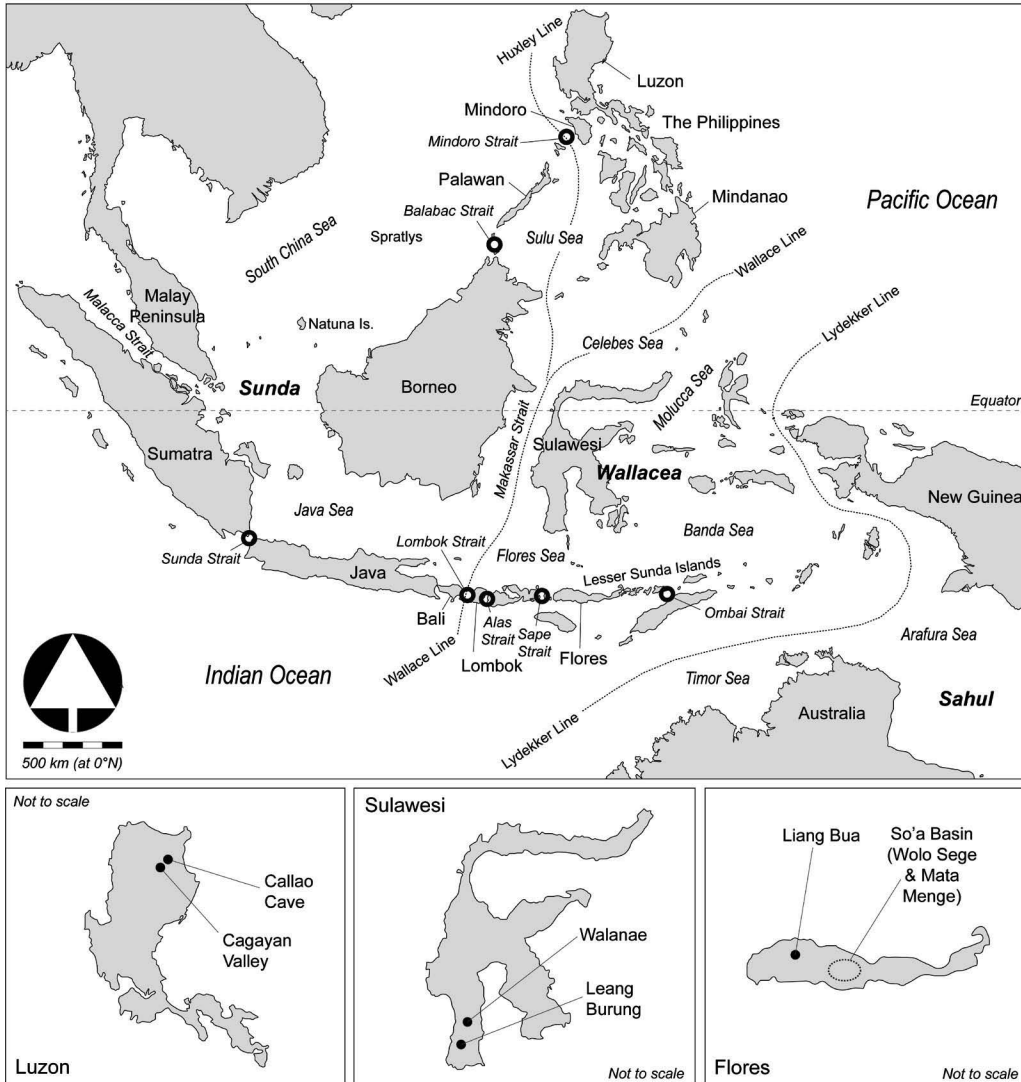 Huxley Line
Luzon
Mindoro
Mindoro Strait
The Philippines
Palawan
Mindanao
Pacific Ocean
Balabac Strait
Spratlys
Sulu Sea
South China Sea
Wallace Line
Malay
Peninsula
Malacca Strait
Natuna Is.
Lydekker Line
Celebes Sea
Molucca Sea
Sunda
Borneo
Makassar Strait
Equator
Sumatra
Sulawesi
Wallacea
New Guinea
Java Sea
Banda Sea
Lombok Strait
Flores Sea
Sunda Strait
Java
Lesser Sunda Islands
Bali
Alas
Strait
Sape
Strait
Ombai Strait
Wallace Line
Lombok
Flores
Arafura Sea
Indian Ocean
Timor Sea
Sahul
Australia
Lydekker Line
500 km (at 0°N)
Not to scale
Callao
Cave
Cagayan
Valley
Luzon
Sulawesi
Walanae
Leang
Burung
Not to scale
Liang Bua
So'a Basin
(Wolo Sege
& Mata
Menge)
Flores
Not to scale